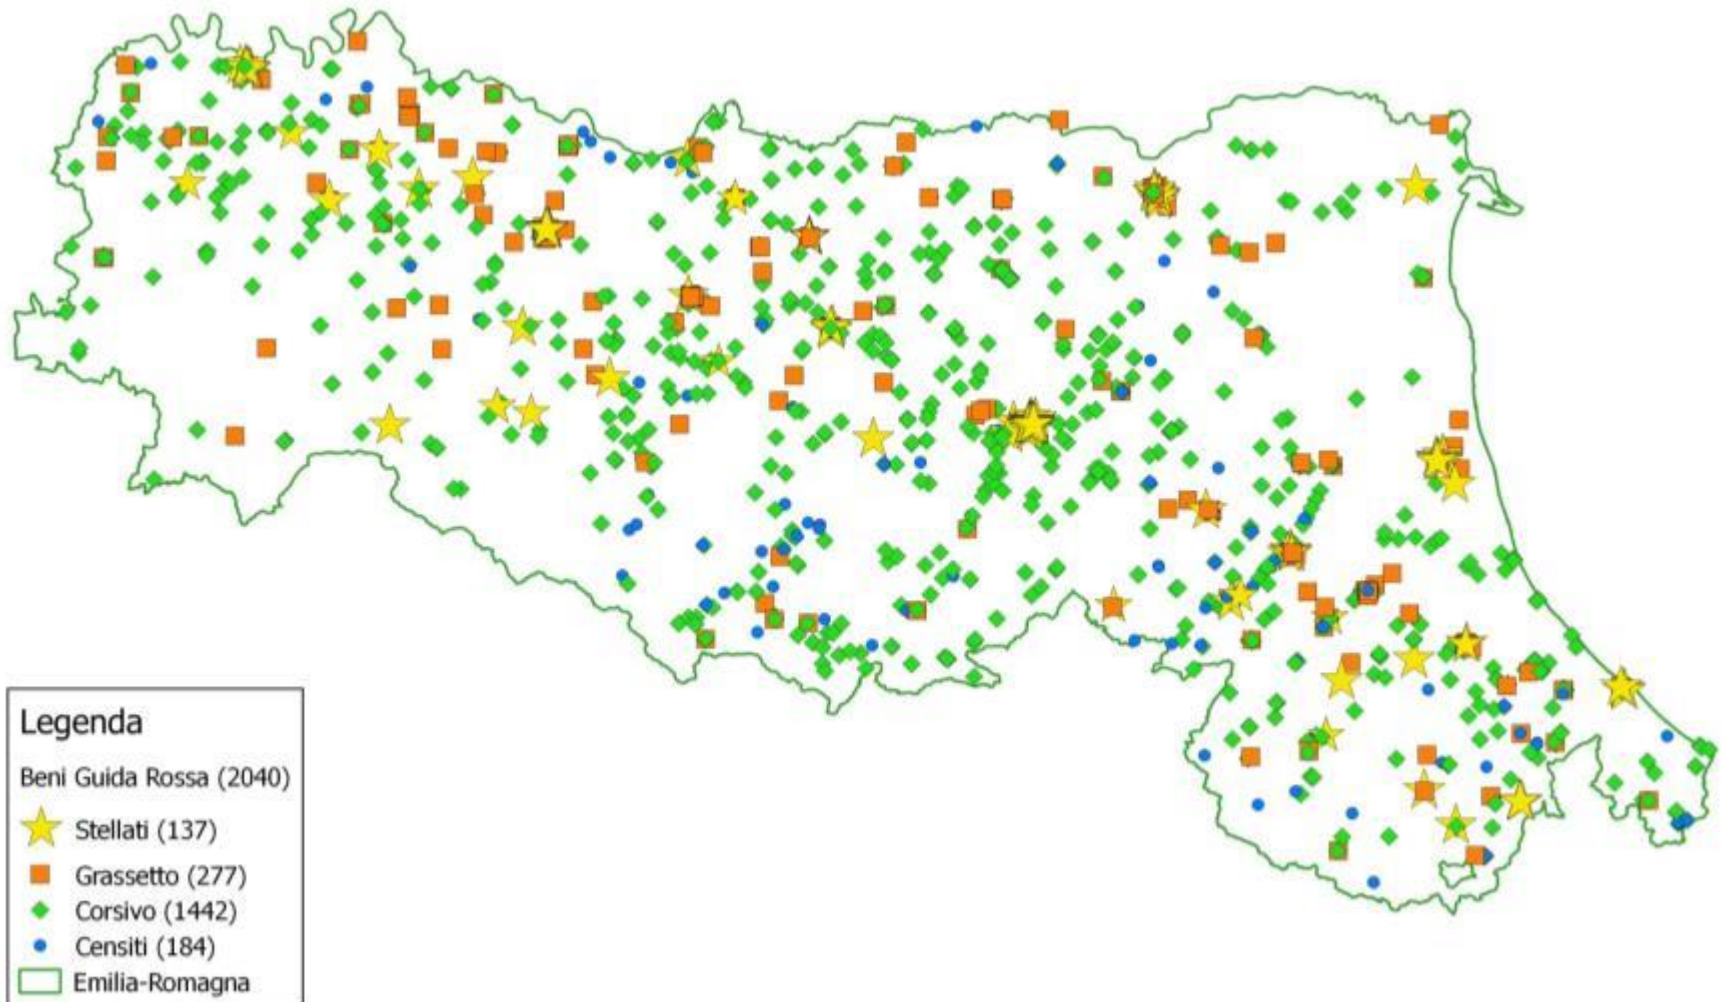 Legenda
Beni Guida Rossa (2040)
Stellati (137)
Grassetto (277)
Corsivo (1442)
Censiti (184)
Emilia-Romagna